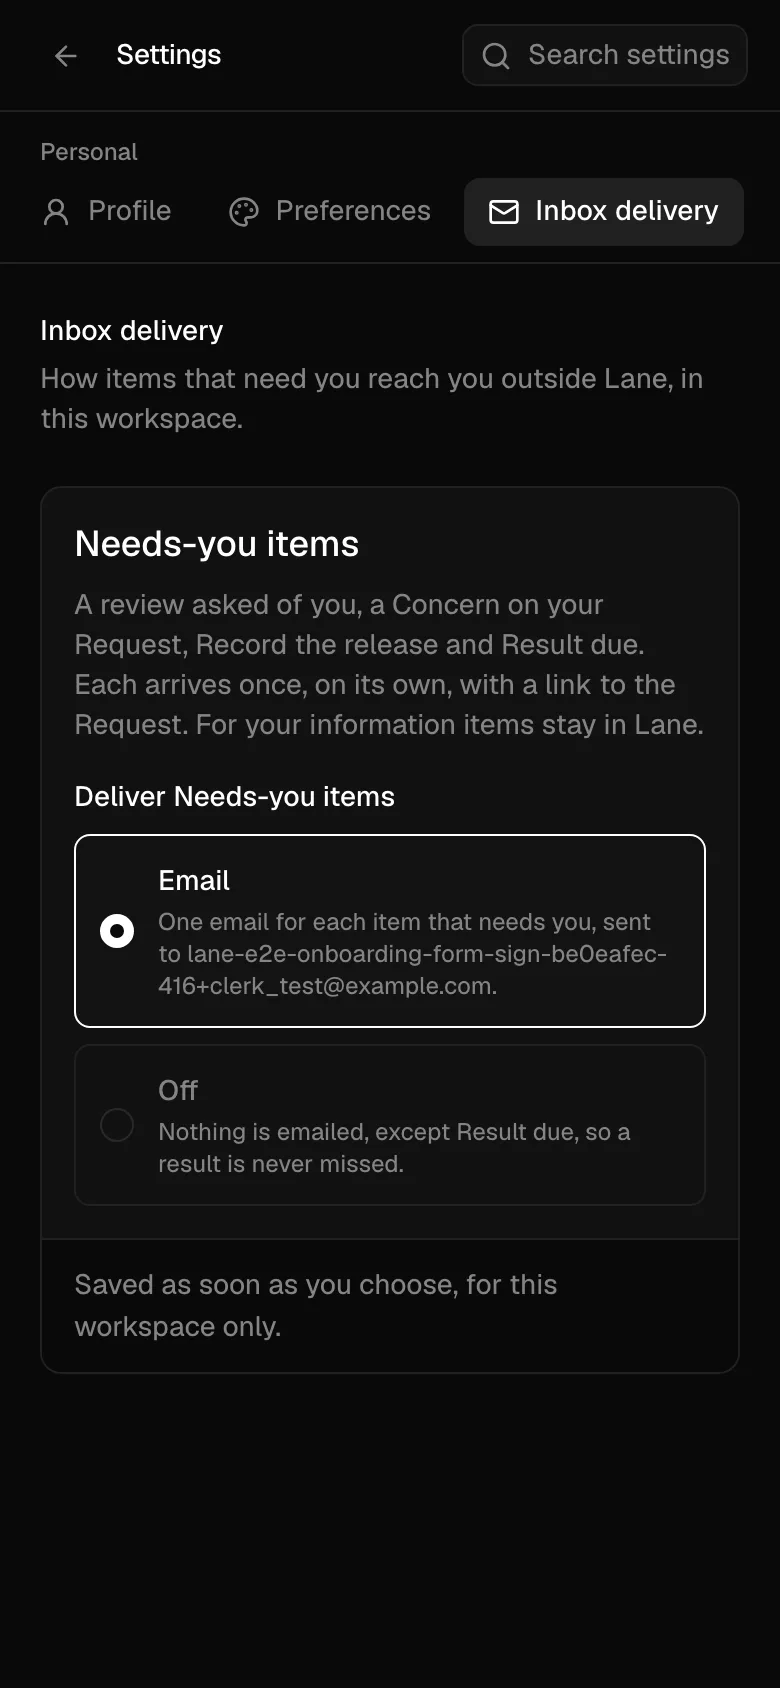 Settings
Search settings
Personal
Profile
Preferences
Inbox delivery
Inbox delivery
How items that need you reach you outside Lane, in
this workspace.
Needs-you items
A review asked of you, a Concern on your
Request, Record the release and Result due.
Each arrives once, on its own, with a link to the
Request. For your information items stay in Lane.
Deliver Needs-you items
Email
One email for each item that needs you, sent
to lane-e2e-onboarding-form-sign-be0eafec-
416+clerk_test@example.com.
Off
Nothing is emailed, except Result due, so a
result is never missed.
Saved as soon as you choose, for this
workspace only.